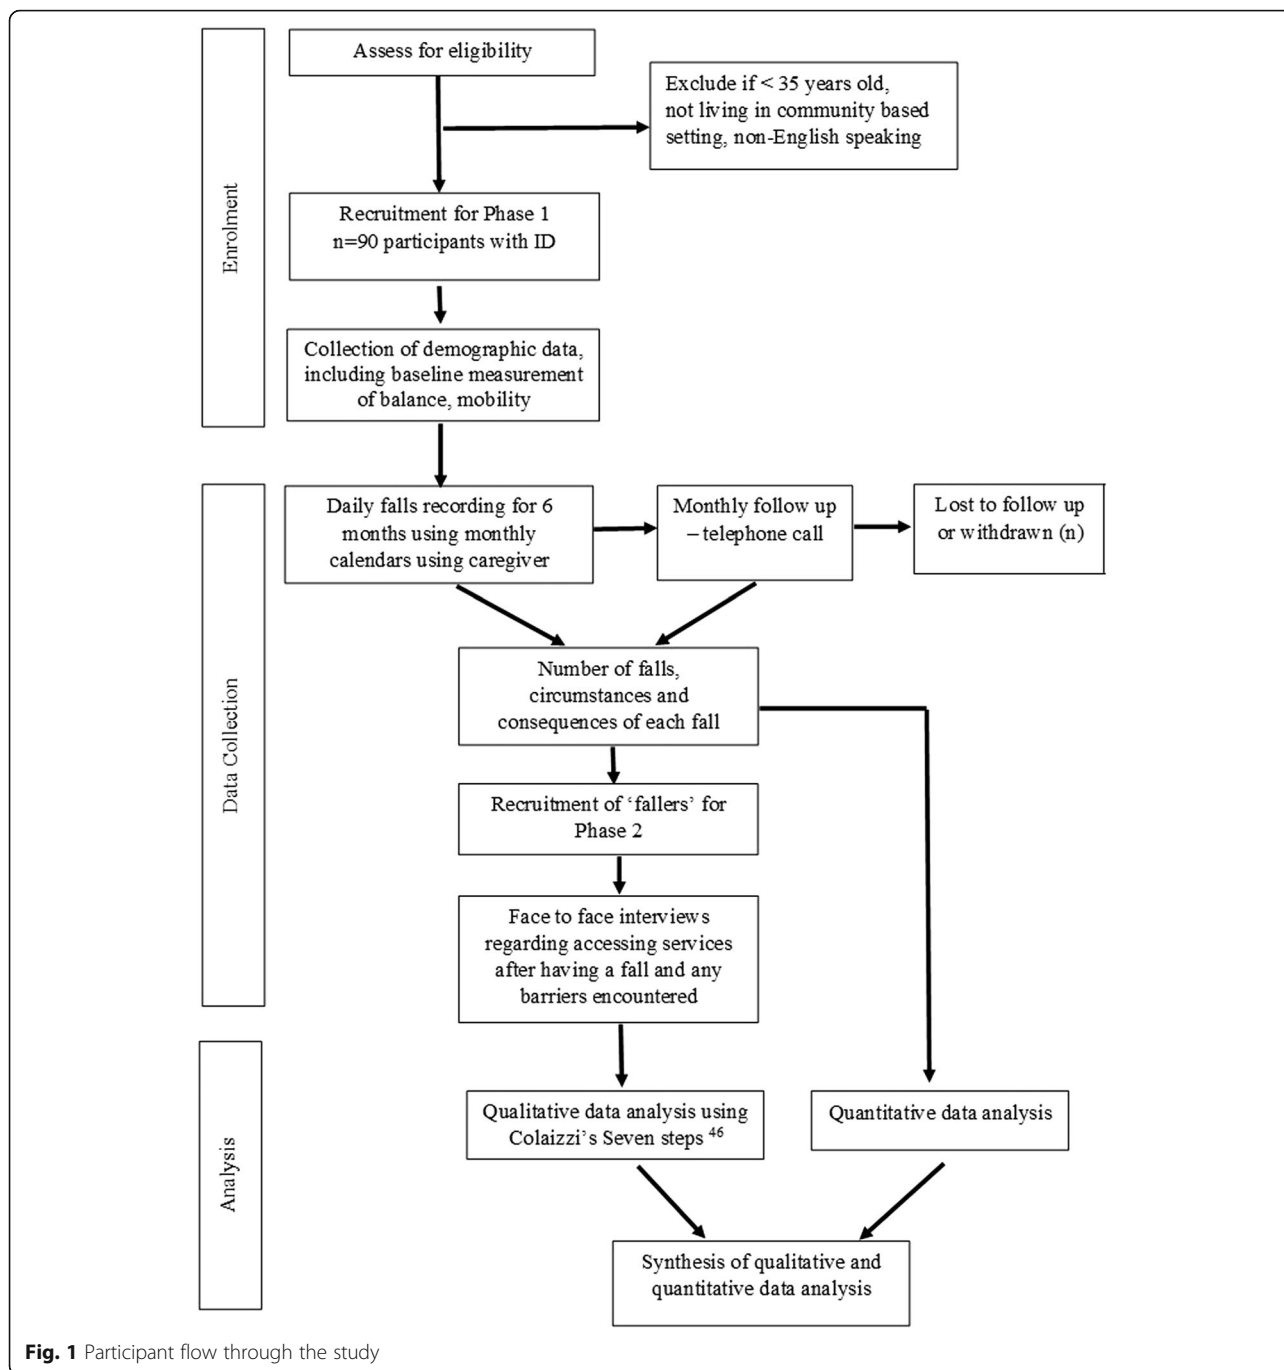 Assess for eligibility
Exclude if < 35 years old,
not living in community based
setting, non-English speaking
Recruitment for Phase 1
n=90 participants with ID
Enrolment
Collection of demographic data,
including baseline measurement
of balance, mobility
Daily falls recording for 6
months using monthly
calendars using caregiver
Monthly follow up
– telephone call
Lost to follow up
or withdrawn (n)
Number of falls,
circumstances and
consequences of each fall
Data Collection
Recruitment of ‘fallers’ for
Phase 2
Face to face interviews
regarding accessing services
after having a fall and any
barriers encountered
Qualitative data analysis using
Colaizzi’s Seven steps 46
Quantitative data analysis
Analysis
Synthesis of qualitative and
quantitative data analysis
Fig. 1 Participant flow through the study